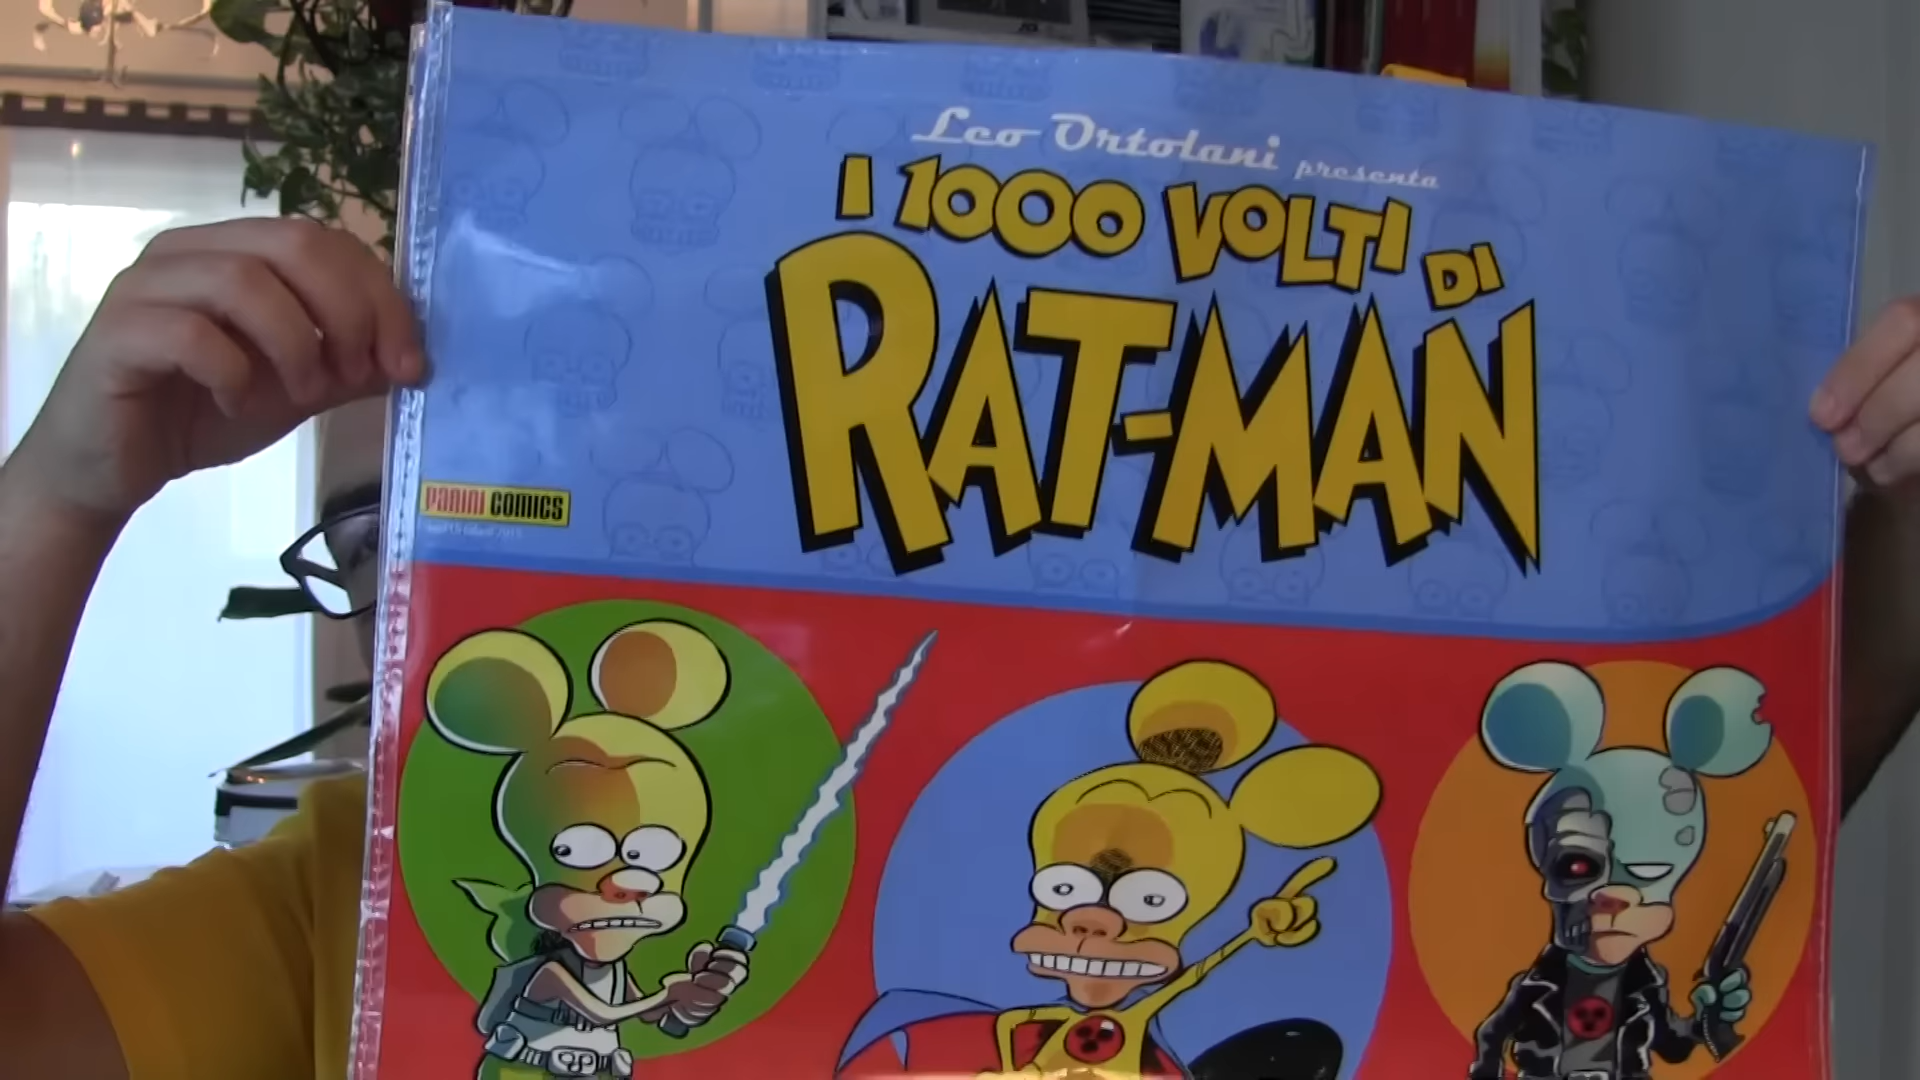 Leo Ortolani presenta
I 1000 VOLTI DI
RAT-MAN
PANINI COMICS